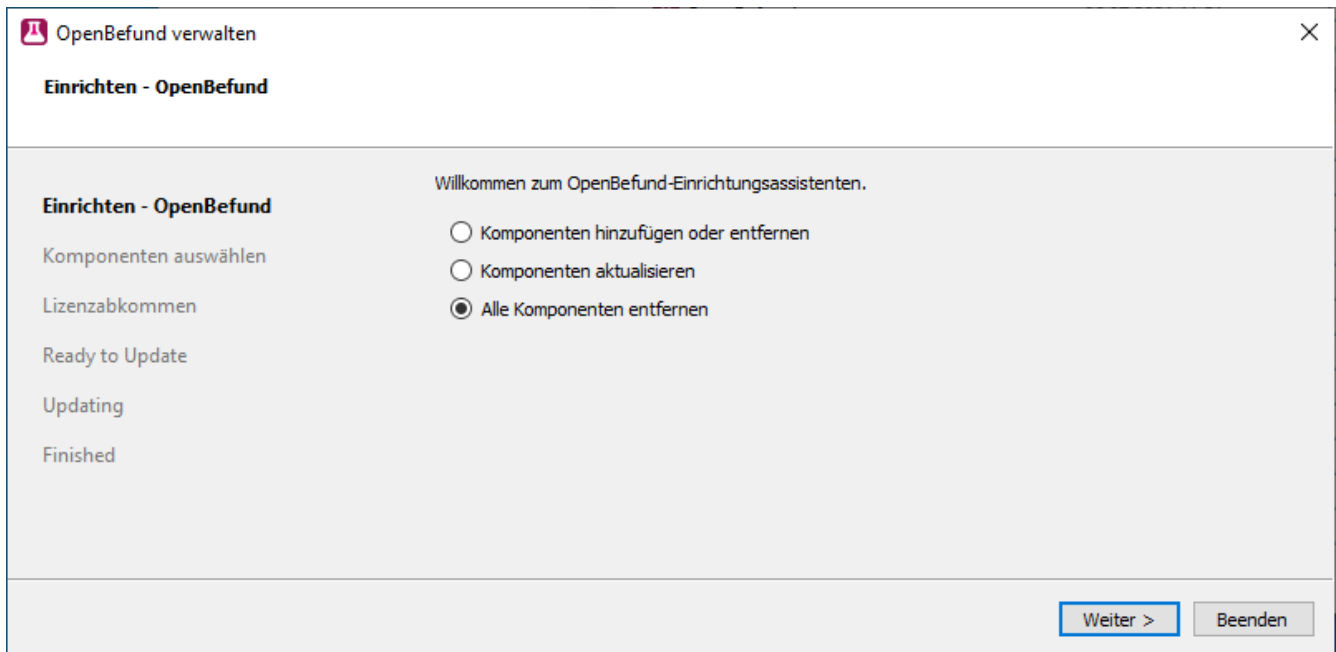 OpenBefund verwalten
Einrichten - OpenBefund
Einrichten - OpenBefund
Komponenten auswählen
Lizenzabkommen
Ready to Update
Updating
Finished
Willkommen zum OpenBefund-Einrichtungsassistenten.
Komponenten hinzufügen oder entfernen
Komponenten aktualisieren
Alle Komponenten entfernen
Weiter >
Beenden